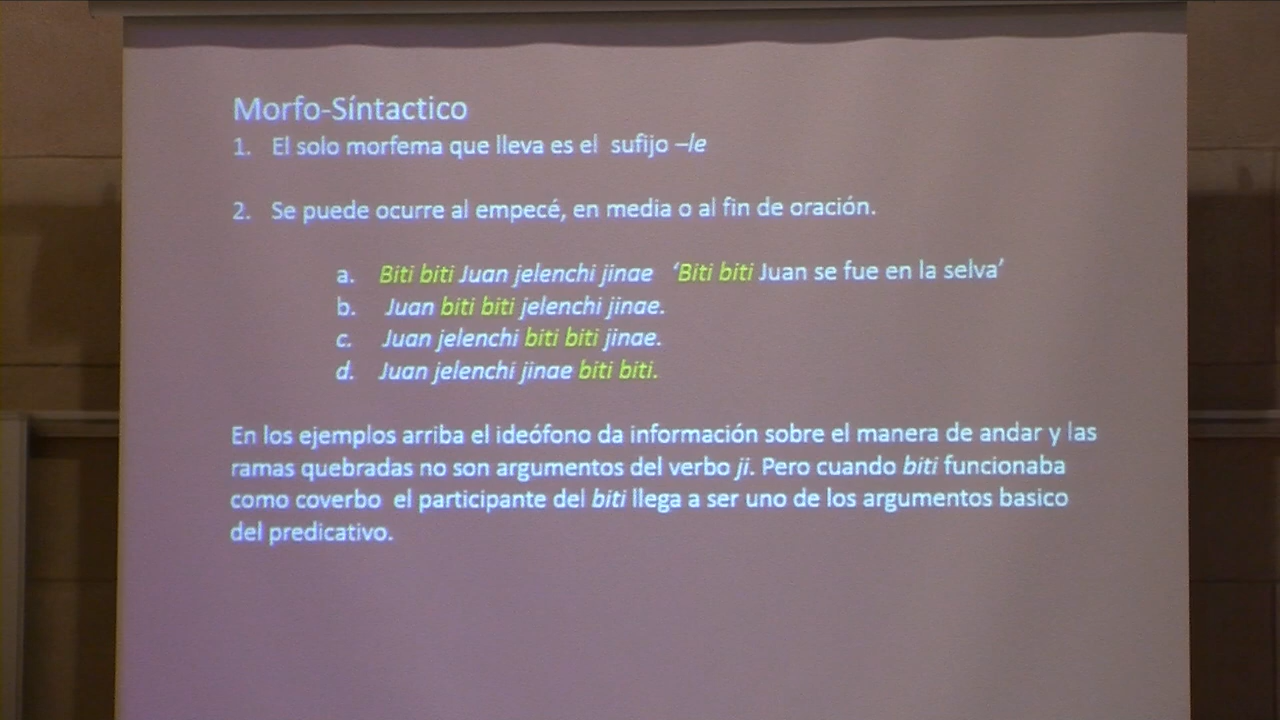 Morfo-Síntactico
1. El solo morfema que lleva es el sufijo –le
2. Se puede ocurre al empecé, en media o al fin de oración.
a. Biti biti Juan jelenchi jinae ‘Biti biti Juan se fue en la selva’
b. Juan biti biti jelenchi jinae.
c. Juan jelenchi biti biti jinae.
d. Juan jelenchi jinae biti biti.
En los ejemplos arriba el ideófono da información sobre el manera de andar y las
ramas quebradas no son argumentos del verbo ji. Pero cuando biti funcionaba
como coverbo el participante del biti llega a ser uno de los argumentos basico
del predicativo.